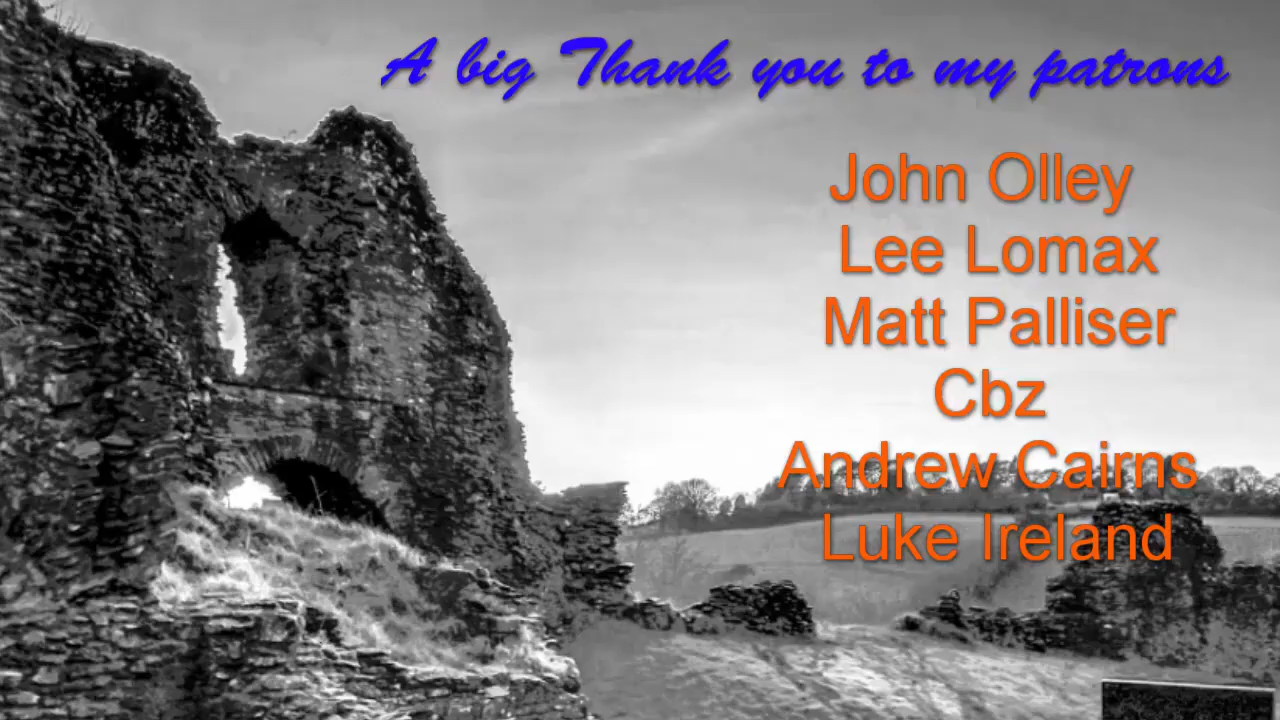 A big Thank you to my patrons
John Olley
Lee Lomax
Matt Palliser
Cbz
Andrew Cairns
Luke Ireland